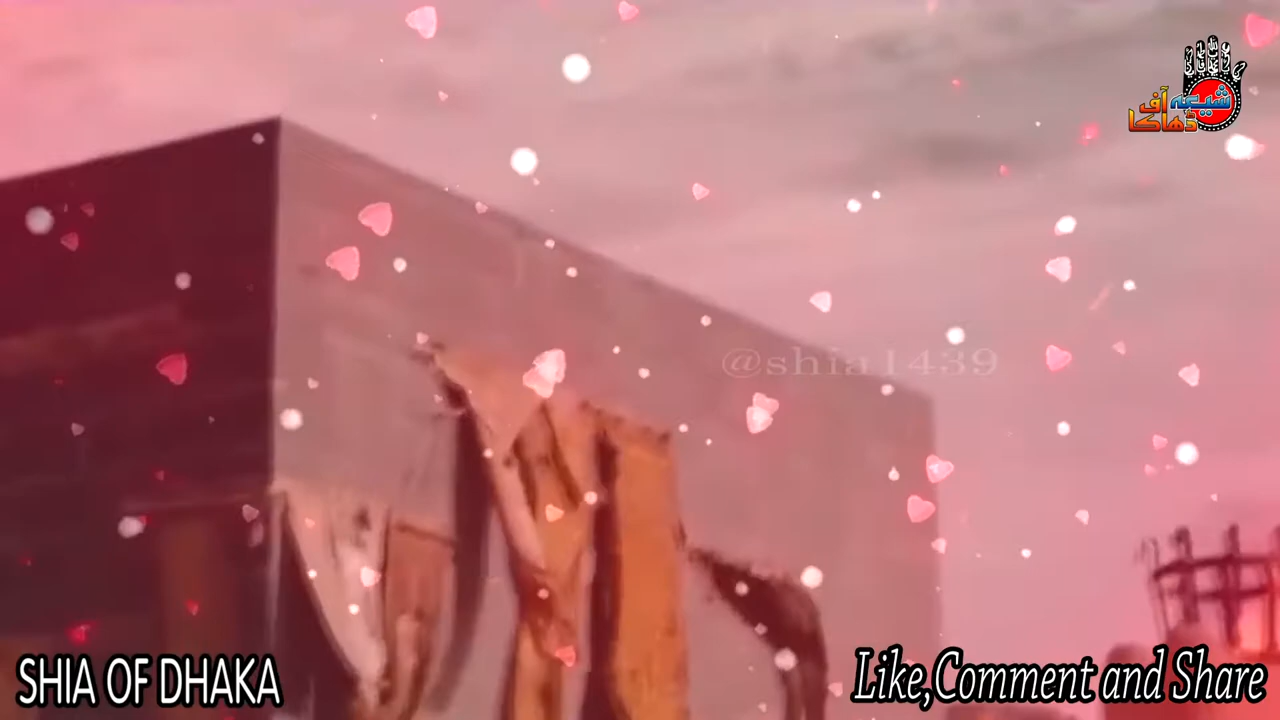 شیعہ
آف
ڈھاکا
@shia1439
SHIA OF DHAKA
Like,Comment and Share